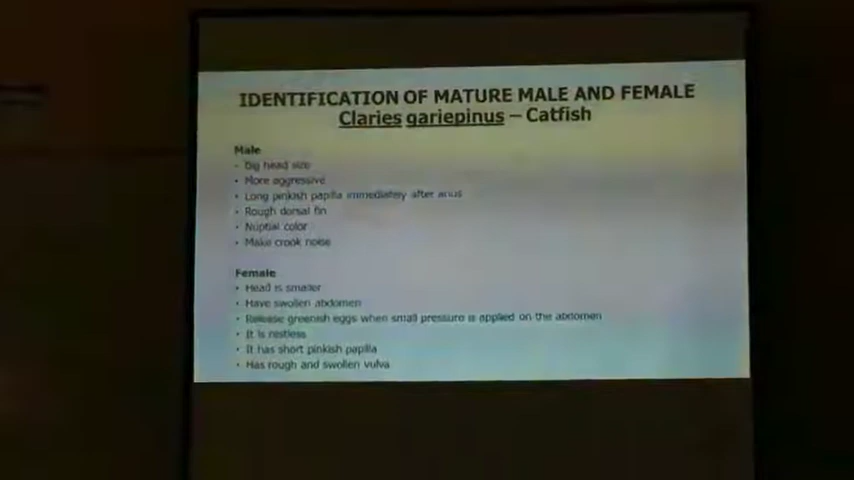 IDENTIFICATION OF MATURE MALE AND FEMALE
Claries gariepinus – Catfish
Male
• Big head size
• More aggressive
• Long pinkish papilla immediately after anus
• Rough dorsal fin
• Nuptial color
• Make crook noise
Female
• Head is smaller
• Have swollen abdomen
• Release greenish eggs when small pressure is applied on the abdomen
• It is restless
• It has short pinkish papilla
• Has rough and swollen vulva